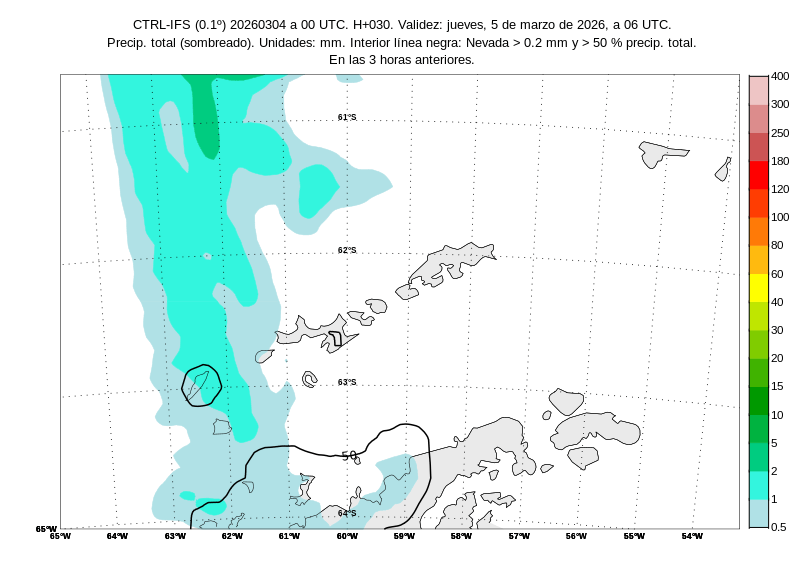 CTRL-IFS (0.1º) 20260304 a 00 UTC. H+030. Validez: jueves, 5 de marzo de 2026, a 06 UTC.
Precip. total (sombreado). Unidades: mm. Interior línea negra: Nevada > 0.2 mm y > 50 % precip. total.
En las 3 horas anteriores.
400
300
250
180
120
100
80
60
40
30
20
15
10
5
2
1
0.5
61°S
62°S
63°S
50
64°S
65°W
65°W 64°W 63°W 62°W 61°W 60°W 59°W 58°W 57°W 56°W 55°W 54°W